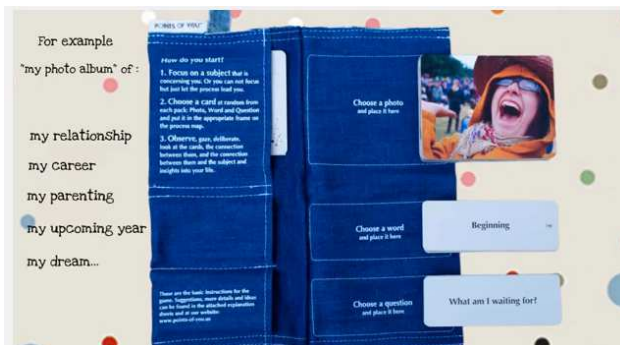 For example
"my photo album" of :
my relationship
my career
my parenting
my upcoming year
my dream...
POINTS OF YOU
How do you start?
1. Focus on a subject that is
concerning you. Or you can not focus
but just let the process lead you.
2. Choose a card at random from
each pack: Photo, Word and Question
and put it in the appropriate frame on
the process map.
3. Observe, gaze, deliberate,
look at the cards, the connection
between them, and the connection
between them and the subject and
insights into your life.
These are the basic instructions for the
game. Suggestions, more details and ideas
can be found in the attached explanation
sheets and at our website:
www.points-of-you.us
Choose a photo
and place it here
Choose a word
and place it here
Choose a question
and place it here
Beginning
What am I waiting for?